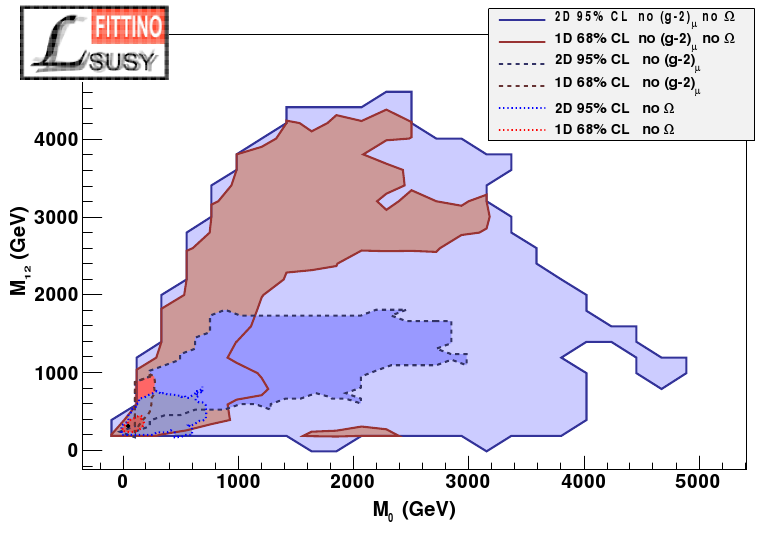 FITTINO
SUSY
2D 95% CL no (g-2)μ no Ω
1D 68% CL no (g-2)μ no Ω
2D 95% CL no (g-2)μ
1D 68% CL no (g-2)μ
2D 95% CL no Ω
1D 68% CL no Ω
M12 (GeV)
4000
3000
2000
1000
0
0 1000 2000 3000 4000 5000
M0 (GeV)